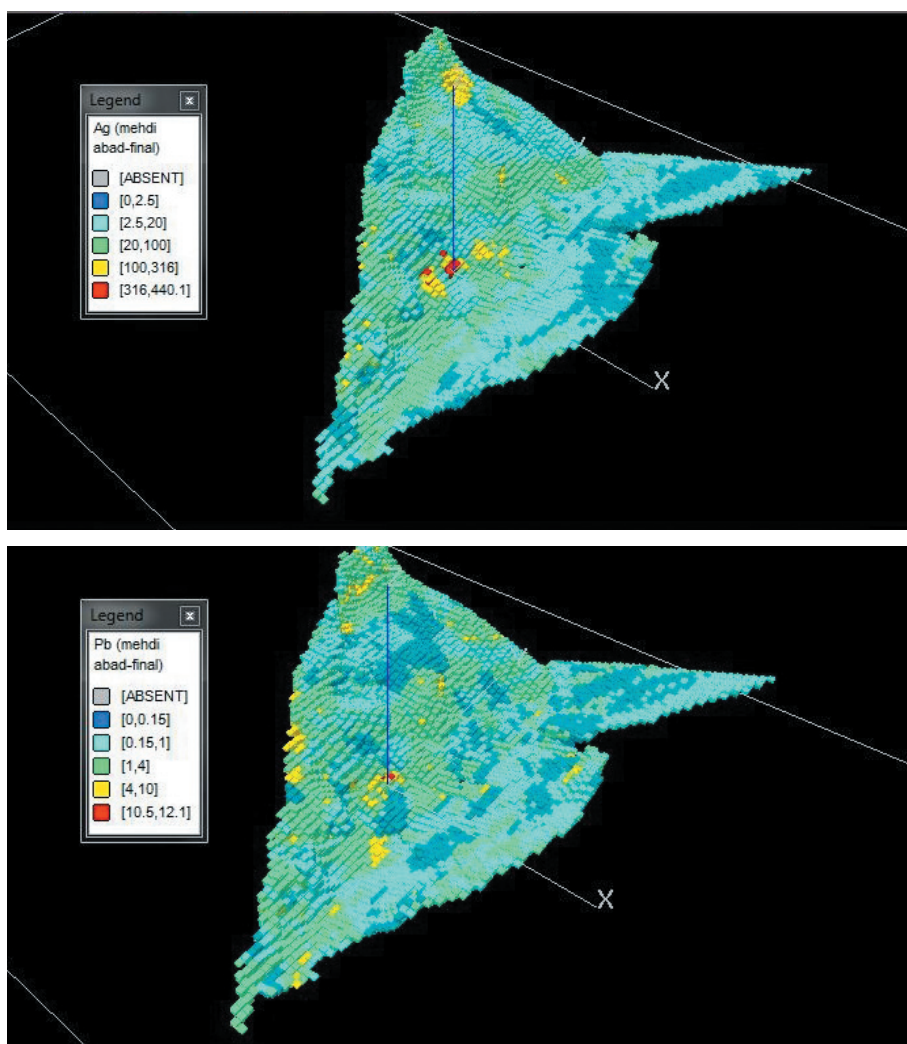 Legend x
Ag (mehdi
abad-final)
[ABSENT]
[0,2.5]
[2.5,20]
[20,100]
[100,316]
[316,440.1]
X
Legend x
Pb (mehdi
abad-final)
[ABSENT]
[0,0.15]
[0.15,1]
[1,4]
[4,10]
[10.5,12.1]
X